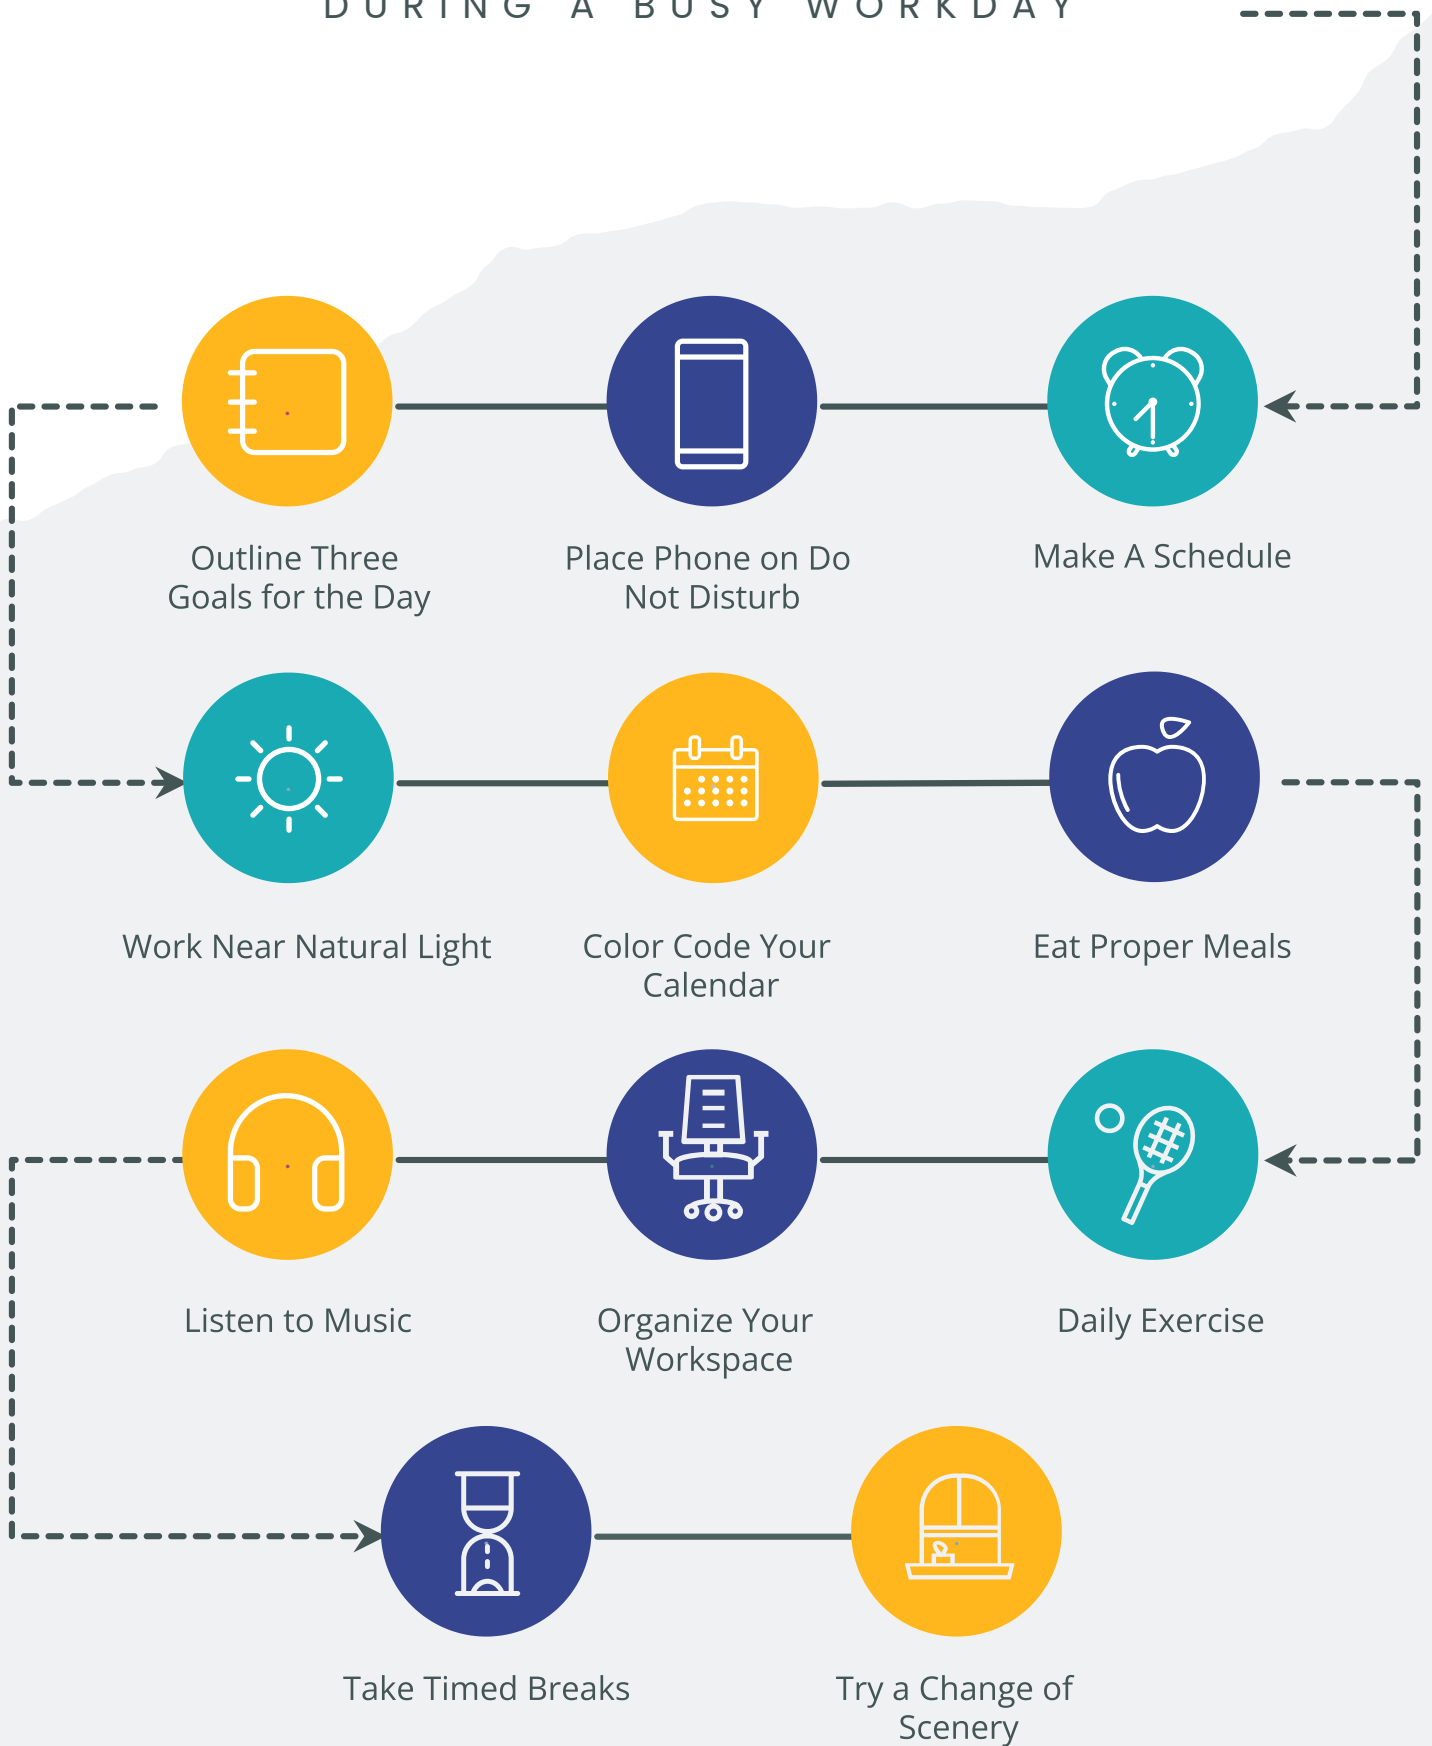 DURING A BUSY WORKDAY
Outline Three
Goals for the Day
Place Phone on Do
Not Disturb
Make A Schedule
Work Near Natural Light
Color Code Your
Calendar
Eat Proper Meals
Listen to Music
Organize Your
Workspace
Daily Exercise
Take Timed Breaks
Try a Change of
Scenery